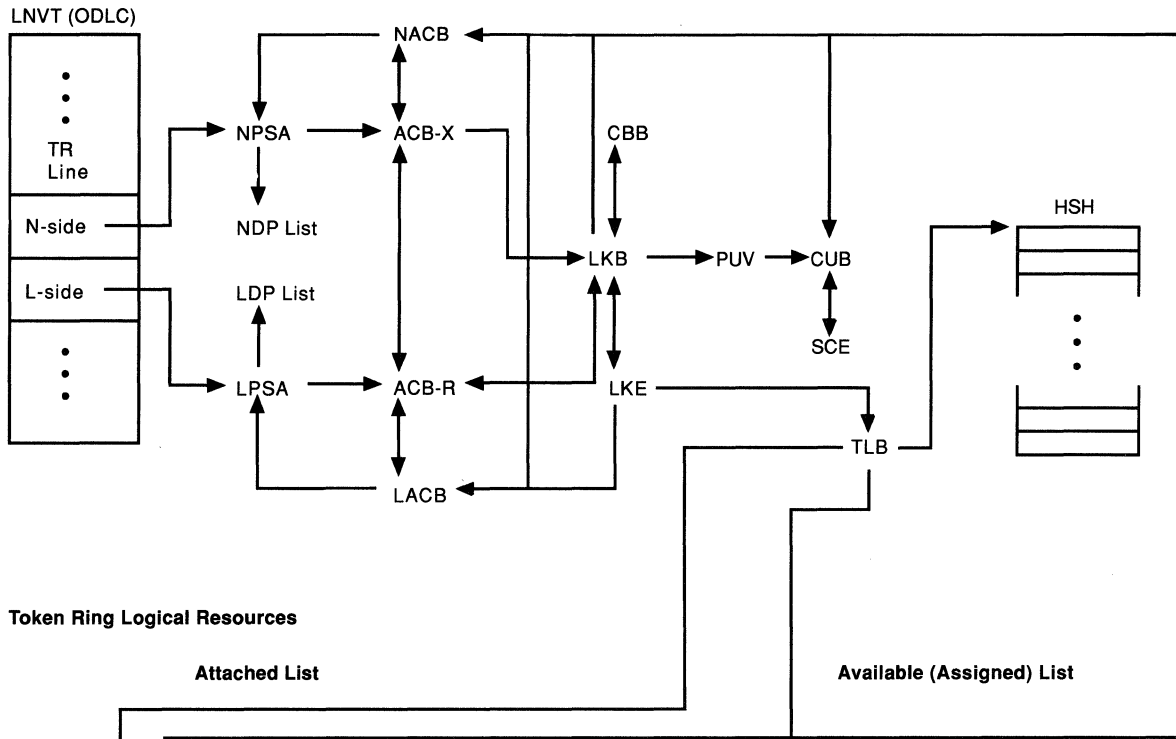 LNVT (ODLC)
NACB
NPSA
ACB-X
CBB
TR
Line
HSH
N-side
NDP List
LKB
PUV
CUB
L-side
LDP List
SCE
LPSA
ACB-R
LKE
TLB
LACB
Token Ring Logical Resources
Attached List
Available (Assigned) List